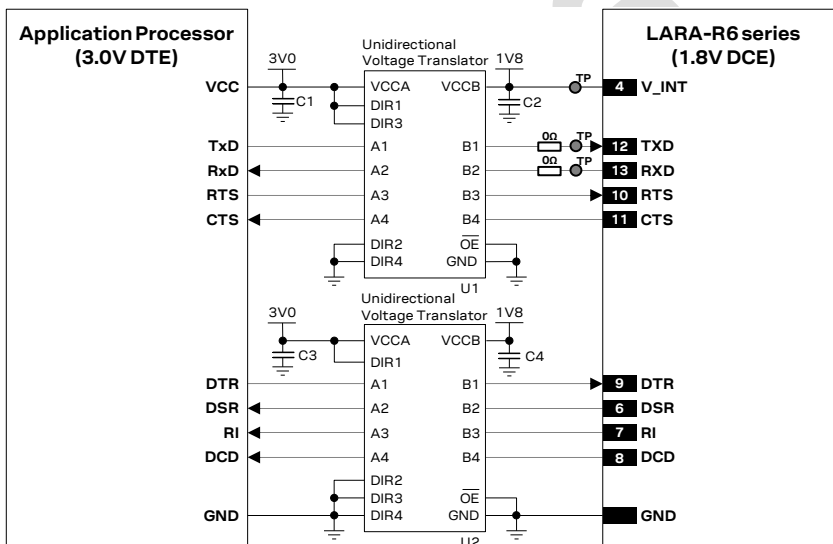 Application Processor
(3.0V DTE)
LARA-R6 series
(1.8V DCE)
Unidirectional
Voltage Translator
3V0
1V8
VCC
C1
VCCA
VCCB
C2
TP
4
V_INT
DIR1
DIR3
TxD
A1
B1
0Ω
TP
12
TXD
RxD
A2
B2
0Ω
TP
13
RXD
RTS
A3
B3
10
RTS
CTS
A4
B4
11
CTS
DIR2
OE
DIR4
GND
U1
Unidirectional
Voltage Translator
3V0
1V8
VCCA
VCCB
C3
C4
DIR1
DTR
A1
B1
9
DTR
DSR
A2
B2
6
DSR
RI
A3
B3
7
RI
DCD
A4
B4
8
DCD
DIR2
DIR3
OE
GND
DIR4
GND
GND
U2